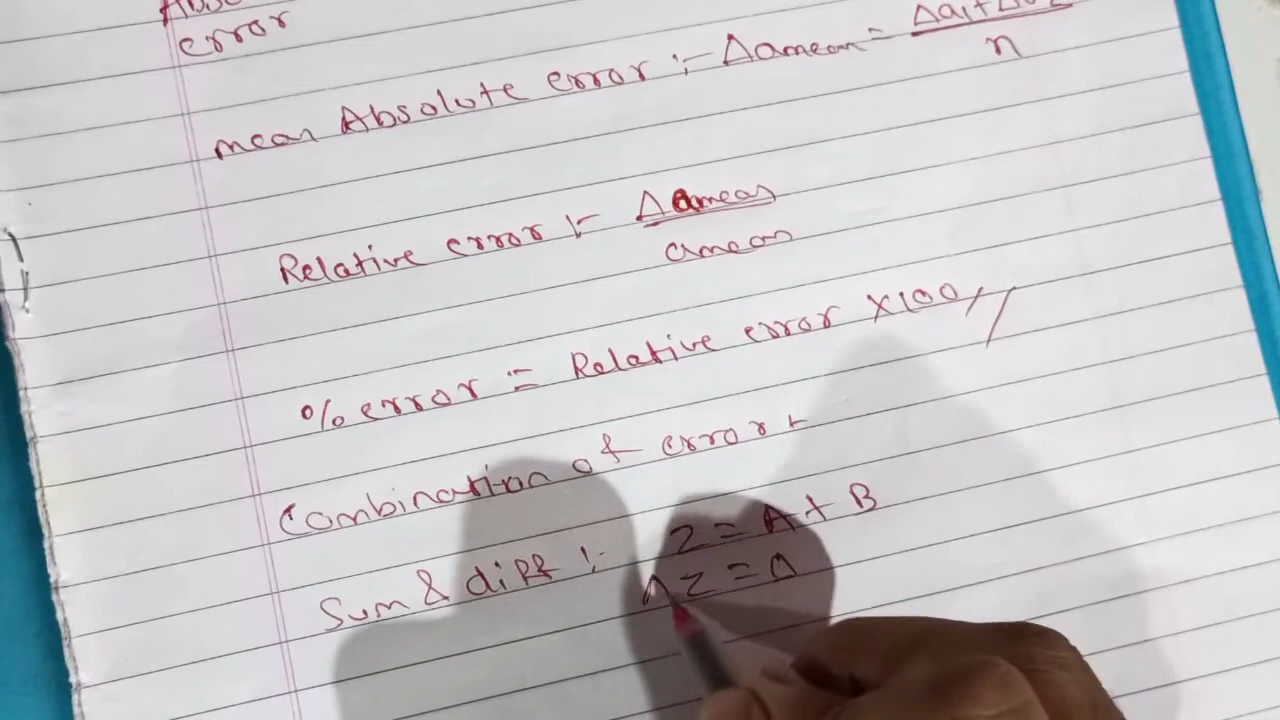 error
mean Absolute error :- Δamean = Δa1+Δa2
n
Relative error :- Δamean
amean
% error = Relative error X100//
Combination of error :-
Sum & diff :- Z = A + B
ΔZ = Δ